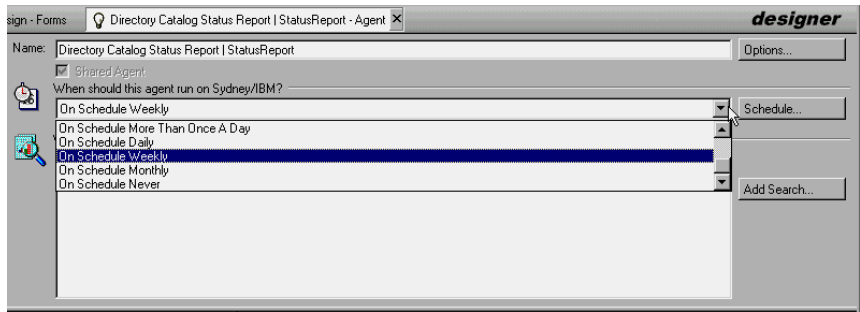 sign - Forms
Directory Catalog Status Report | StatusReport - Agent
designer
Name:
Directory Catalog Status Report | StatusReport
Options...
Shared Agent
When should this agent run on Sydney/IBM?
On Schedule Weekly
Schedule...
On Schedule More Than Once A Day
On Schedule Daily
On Schedule Weekly
On Schedule Monthly
On Schedule Never
Add Search...